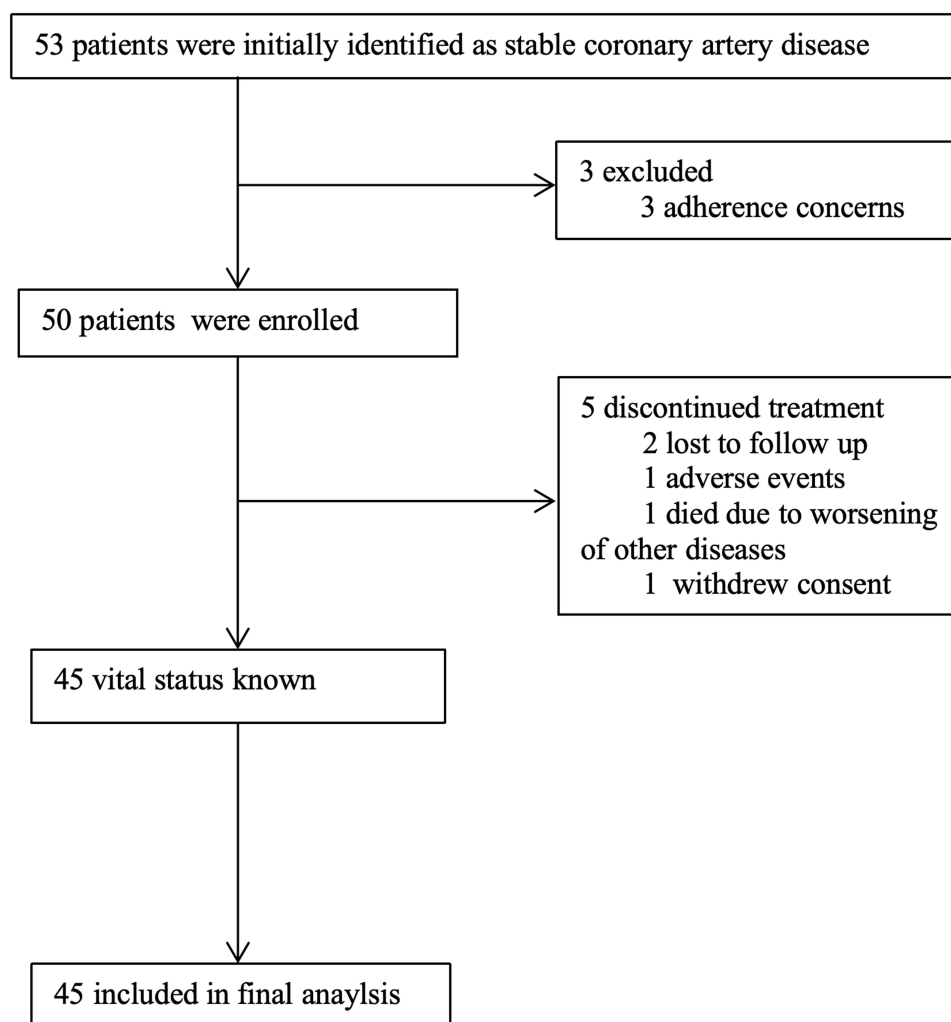 53 patients were initially identified as stable coronary artery disease
3 excluded
3 adherence concerns
50 patients were enrolled
5 discontinued treatment
2 lost to follow up
1 adverse events
1 died due to worsening
of other diseases
1 withdrew consent
45 vital status known
45 included in final anaylsis